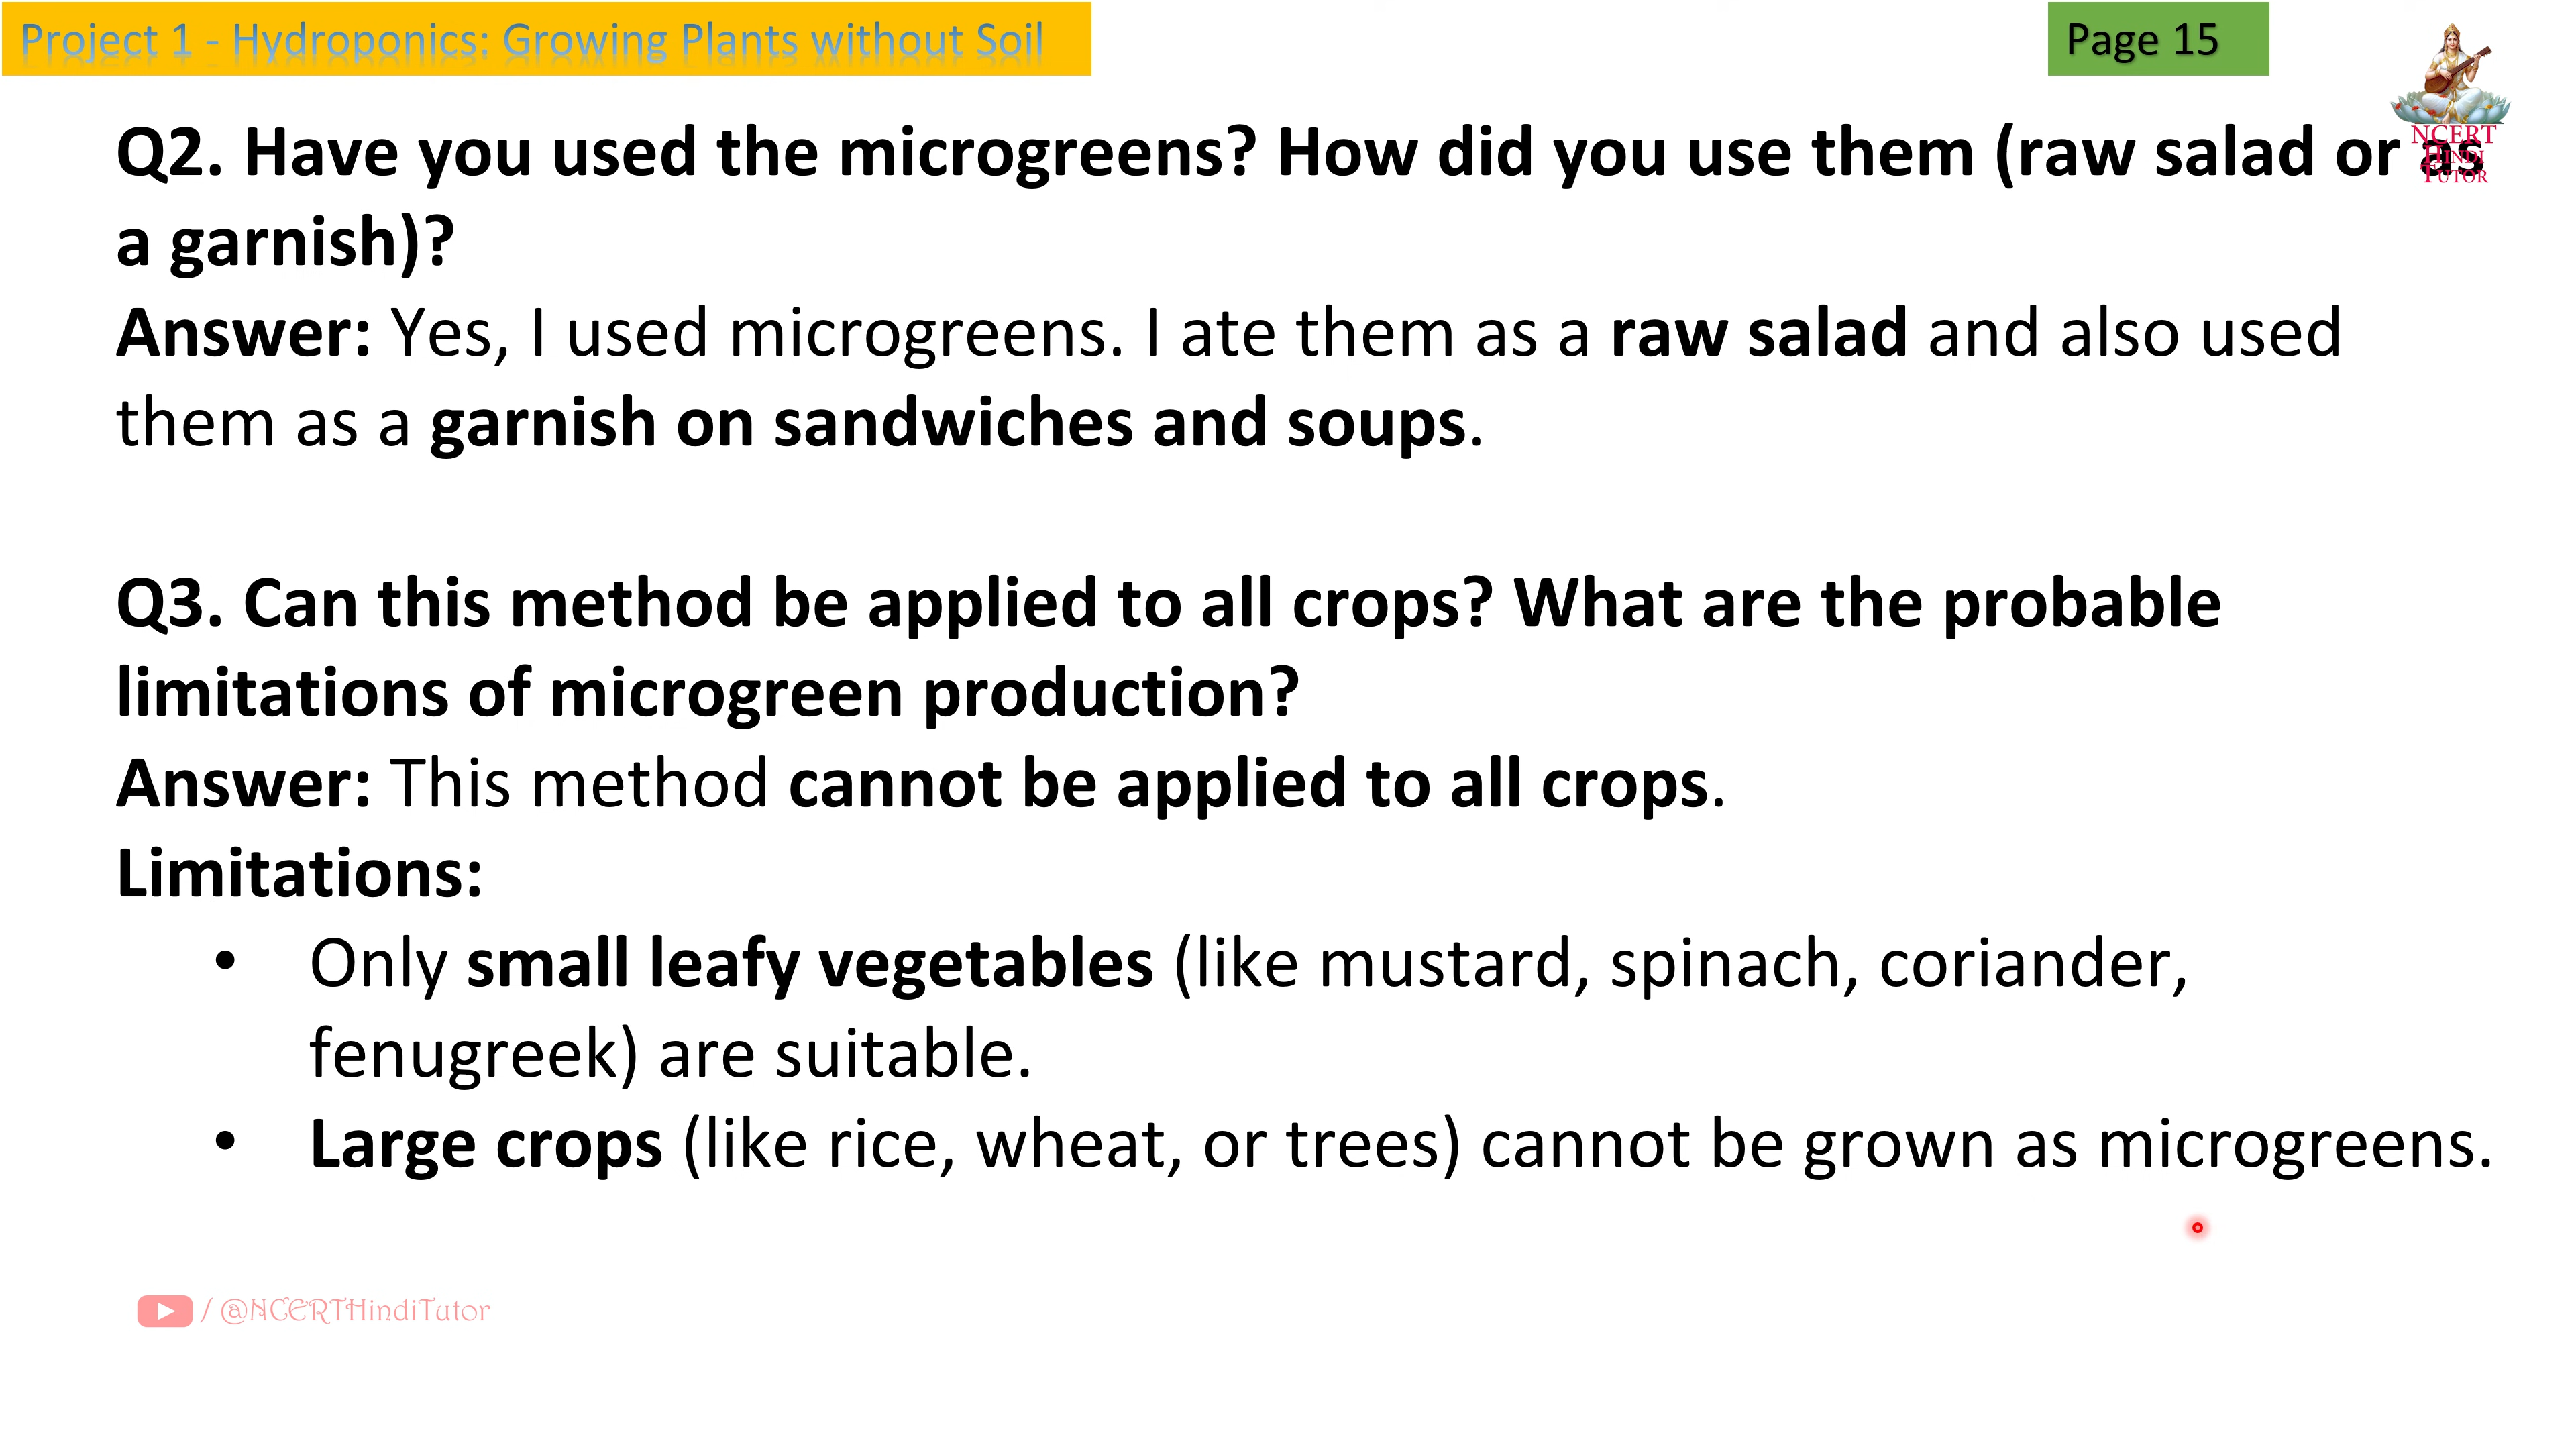 Project 1 - Hydroponics: Growing Plants without Soil
Page 15
NCERT
HINDI
TUTOR
Q2. Have you used the microgreens? How did you use them (raw salad or as
a garnish)?
Answer: Yes, I used microgreens. I ate them as a raw salad and also used
them as a garnish on sandwiches and soups.
Q3. Can this method be applied to all crops? What are the probable
limitations of microgreen production?
Answer: This method cannot be applied to all crops.
Limitations:
• Only small leafy vegetables (like mustard, spinach, coriander,
fenugreek) are suitable.
• Large crops (like rice, wheat, or trees) cannot be grown as microgreens.
/ @NCERTHindiTutor